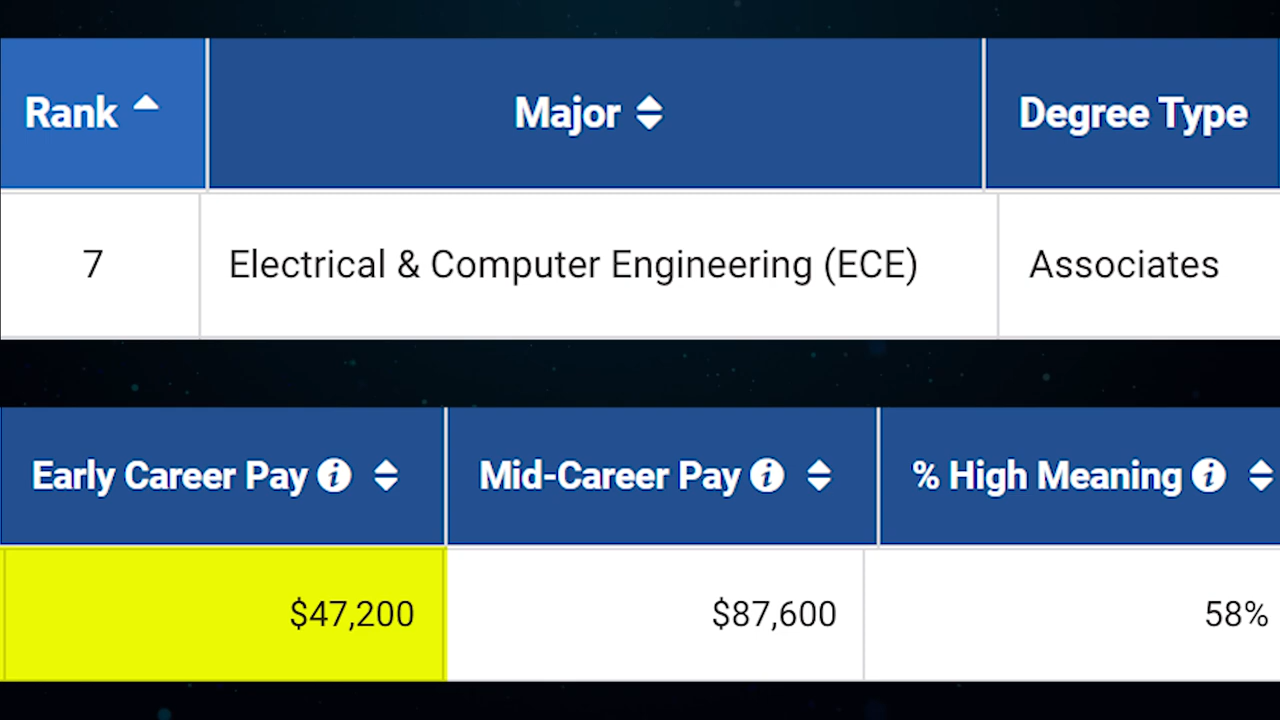 Rank Major Degree Type
7 Electrical & Computer Engineering (ECE) Associates
Early Career Pay Mid-Career Pay % High Meaning
$47,200 $87,600 58%